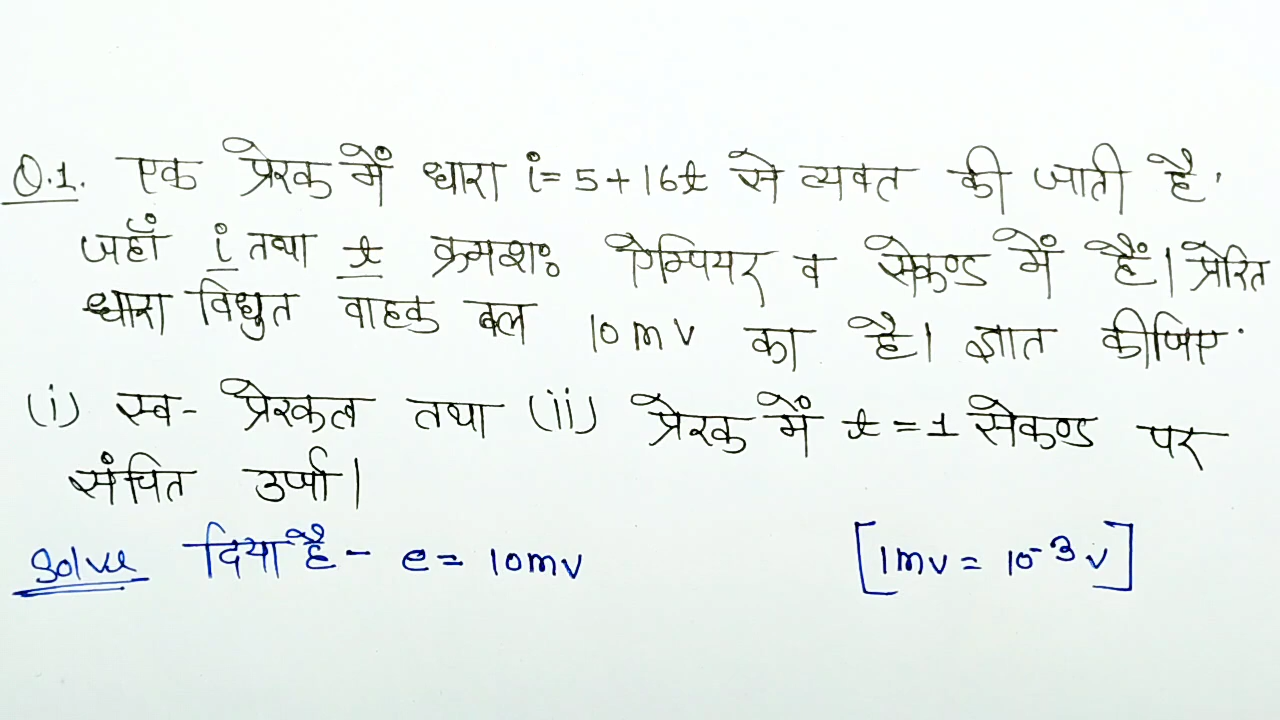 Q.1. एक प्रेरक में धारा i = 5 + 16t से व्यक्त की जाती है.
जहाँ i तथा t क्रमशः ऐम्पियर व सेकण्ड में हैं। प्रेरित
धारा विधुत वाहक बल 10 mv का है। ज्ञात कीजिए
(i) स्व- प्रेरकत्व तथा (ii) प्रेरक में t = 1 सेकण्ड पर
संचित उर्जा।
Solve दिया है - e = 10mv [1mv = 10⁻³ v]